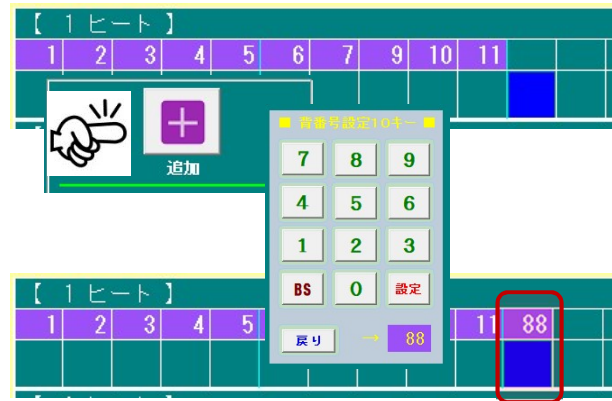 【 1 ヒート 】
1 2 3 4 5 6 7 9 10 11
追加
■ 背番号設定10キー ■
7 8 9
4 5 6
1 2 3
BS 0 設定
戻り → 88
【 1 ヒート 】
1 2 3 4 5 11 88